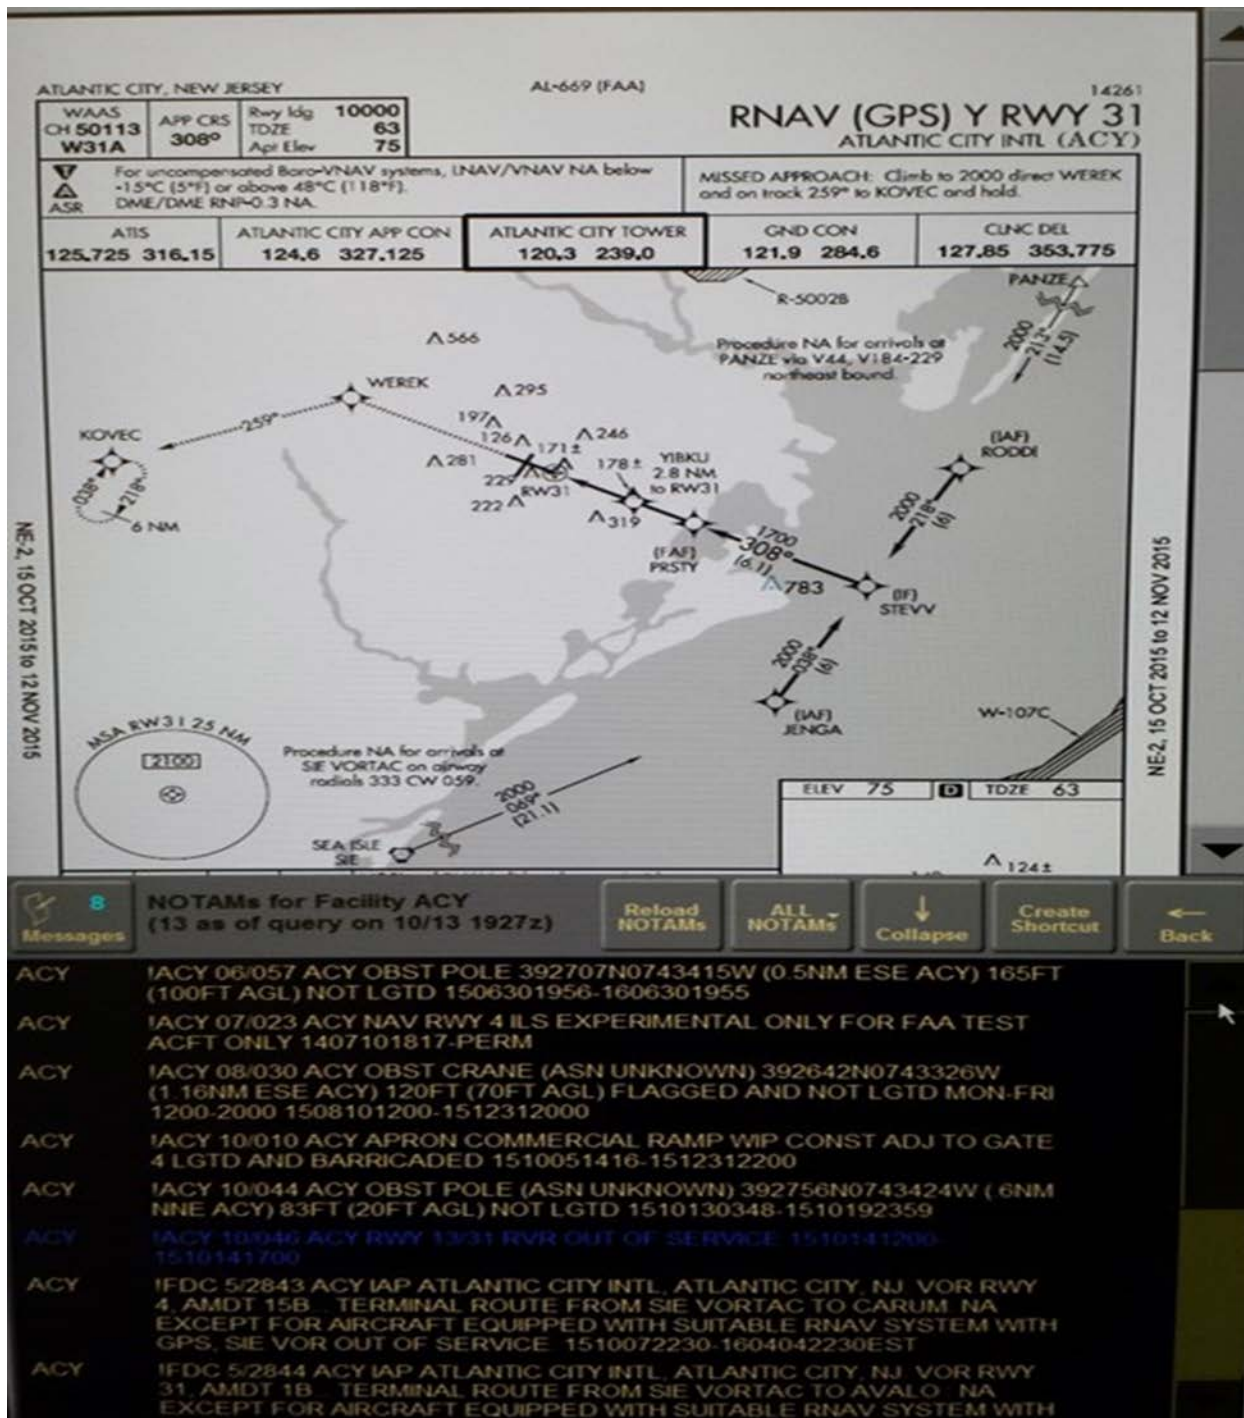 ATLANTIC CITY, NEW JERSEY
AL-669 (FAA)
14261
WAAS
CH 50113
W31A
APP CRS
308°
Rwy ldg 10000
TDZE 63
Apt Elev 75
RNAV (GPS) Y RWY 31
ATLANTIC CITY INTL (ACY)
T
A
ASR
For uncompensated Baro-VNAV systems, LNAV/VNAV NA below
-15°C (5°F) or above 48°C (118°F).
DME/DME RNP-0.3 NA.
MISSED APPROACH: Climb to 2000 direct WEREK
and on track 259° to KOVEC and hold.
ATIS
125.725 316.15
ATLANTIC CITY APP CON
124.6 327.125
ATLANTIC CITY TOWER
120.3 239.0
GND CON
121.9 284.6
CLNC DEL
127.85 353.775
PANZE
R-5002B
2000
213°
(14.5)
566
Procedure NA for arrivals at
PANZE via V44, V184-229
northeast bound.
WEREK
295
259°
197
KOVEC
126
171±
246
(IAF)
RODDI
281
178±
YIBKU
2.8 NM
to RW31
229
RW31
038°
218°
222
319
2000
218°
(6)
6 NM
(FAF)
PRSTY
1700
308°
(6.1)
783
(IF)
STEVV
2000
038°
(6)
NE-2, 15 OCT 2015 to 12 NOV 2015
NE-2, 15 OCT 2015 to 12 NOV 2015
(IAF)
JENGA
W-107C
MSA RW31 25 NM
2100
Procedure NA for arrivals at
SIE VORTAC on airway
radials 333 CW 059.
2000
069°
(21.1)
SEA ISLE
SIE
ELEV 75
D
TDZE 63
124±
8
Messages
NOTAMs for Facility ACY
(13 as of query on 10/13 1927z)
Reload
NOTAMs
ALL
NOTAMs
Collapse
Create
Shortcut
Back
ACY !ACY 06/057 ACY OBST POLE 392707N0743415W (0.5NM ESE ACY) 165FT
(100FT AGL) NOT LGTD 1506301956-1606301955
ACY !ACY 07/023 ACY NAV RWY 4 ILS EXPERIMENTAL ONLY FOR FAA TEST
ACFT ONLY 1407101817-PERM
ACY !ACY 08/030 ACY OBST CRANE (ASN UNKNOWN) 392642N0743326W
(1.16NM ESE ACY) 120FT (70FT AGL) FLAGGED AND NOT LGTD MON-FRI
1200-2000 1508101200-1512312000
ACY !ACY 10/010 ACY APRON COMMERCIAL RAMP WIP CONST ADJ TO GATE
4 LGTD AND BARRICADED 1510051416-1512312200
ACY !ACY 10/044 ACY OBST POLE (ASN UNKNOWN) 392756N0743424W (.6NM
NNE ACY) 83FT (20FT AGL) NOT LGTD 1510130348-1510192359
ACY !ACY 10/046 ACY RWY 13/31 RVR OUT OF SERVICE 1510141200-
1510141700
ACY !FDC 5/2843 ACY IAP ATLANTIC CITY INTL, ATLANTIC CITY, NJ. VOR RWY
4, AMDT 15B... TERMINAL ROUTE FROM SIE VORTAC TO CARUM: NA
EXCEPT FOR AIRCRAFT EQUIPPED WITH SUITABLE RNAV SYSTEM WITH
GPS, SIE VOR OUT OF SERVICE. 1510072230-1604042230EST
ACY !FDC 5/2844 ACY IAP ATLANTIC CITY INTL, ATLANTIC CITY, NJ. VOR RWY
31, AMDT 1B... TERMINAL ROUTE FROM SIE VORTAC TO AVALO: NA
EXCEPT FOR AIRCRAFT EQUIPPED WITH SUITABLE RNAV SYSTEM WITH